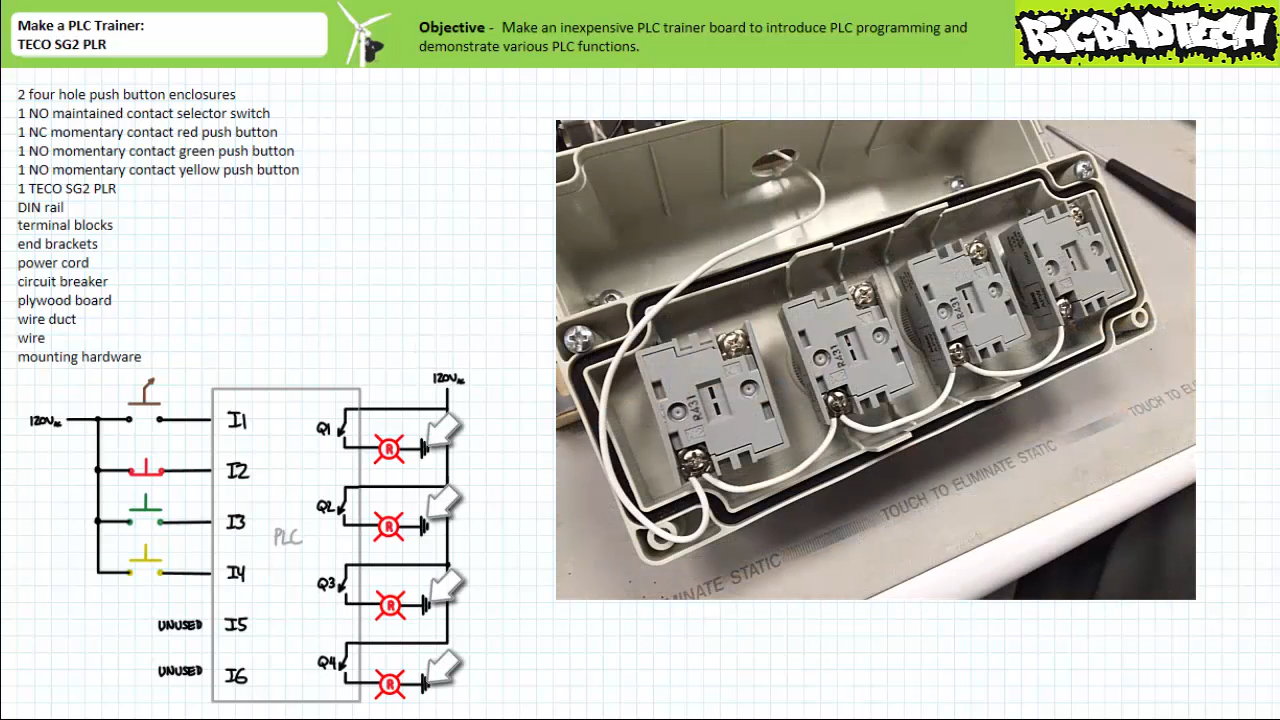 Make a PLC Trainer:
TECO SG2 PLR
Objective - Make an inexpensive PLC trainer board to introduce PLC programming and
demonstrate various PLC functions.
BIGBADTECH
2 four hole push button enclosures
1 NO maintained contact selector switch
1 NC momentary contact red push button
1 NO momentary contact green push button
1 NO momentary contact yellow push button
1 TECO SG2 PLR
DIN rail
terminal blocks
end brackets
power cord
circuit breaker
plywood board
wire duct
wire
mounting hardware
120VAC
I1
I2
I3
I4
UNUSED I5
UNUSED I6
PLC
120VAC
Q1
R
Q2
R
Q3
R
Q4
R
R431
R431
R431
TOUCH TO ELIMINATE STATIC
TOUCH TO
ELIMINATE STATIC